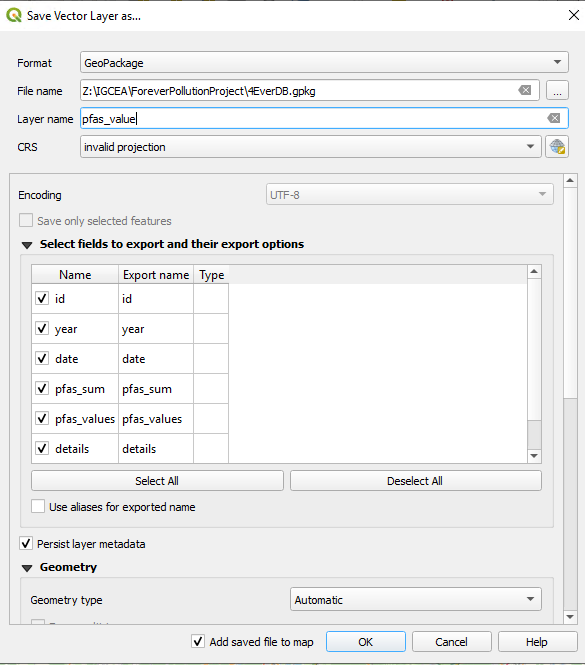 Save Vector Layer as...
Format GeoPackage
File name Z:\IGCEA\ForeverPollutionProject\4EverDB.gpkg ...
Layer name pfas_value
CRS invalid projection
Encoding UTF-8
Save only selected features
Select fields to export and their export options
Name Export name Type
id id
year year
date date
pfas_sum pfas_sum
pfas_values pfas_values
details details
Select All Deselect All
Use aliases for exported name
Persist layer metadata
Geometry
Geometry type Automatic
Add saved file to map OK Cancel Help